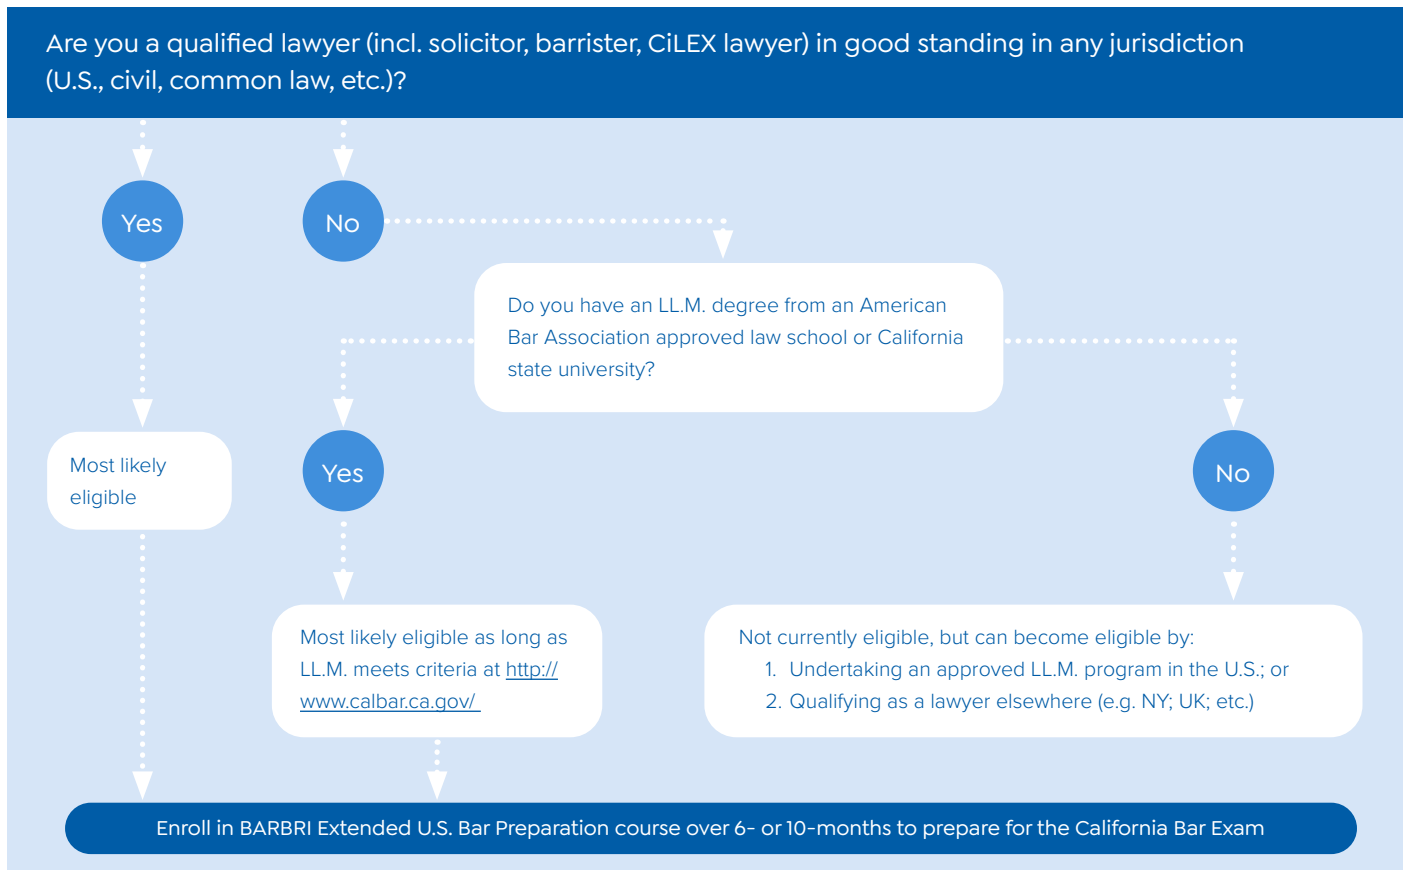 Are you a qualified lawyer (incl. solicitor, barrister, CiLEX lawyer) in good standing in any jurisdiction
(U.S., civil, common law, etc.)?
Yes
No
Do you have an LL.M. degree from an American
Bar Association approved law school or California
state university?
Most likely
eligible
Yes
No
Most likely eligible as long as
LL.M. meets criteria at http://
www.calbar.ca.gov/
Not currently eligible, but can become eligible by:
1. Undertaking an approved LL.M. program in the U.S.; or
2. Qualifying as a lawyer elsewhere (e.g. NY; UK; etc.)
Enroll in BARBRI Extended U.S. Bar Preparation course over 6- or 10-months to prepare for the California Bar Exam